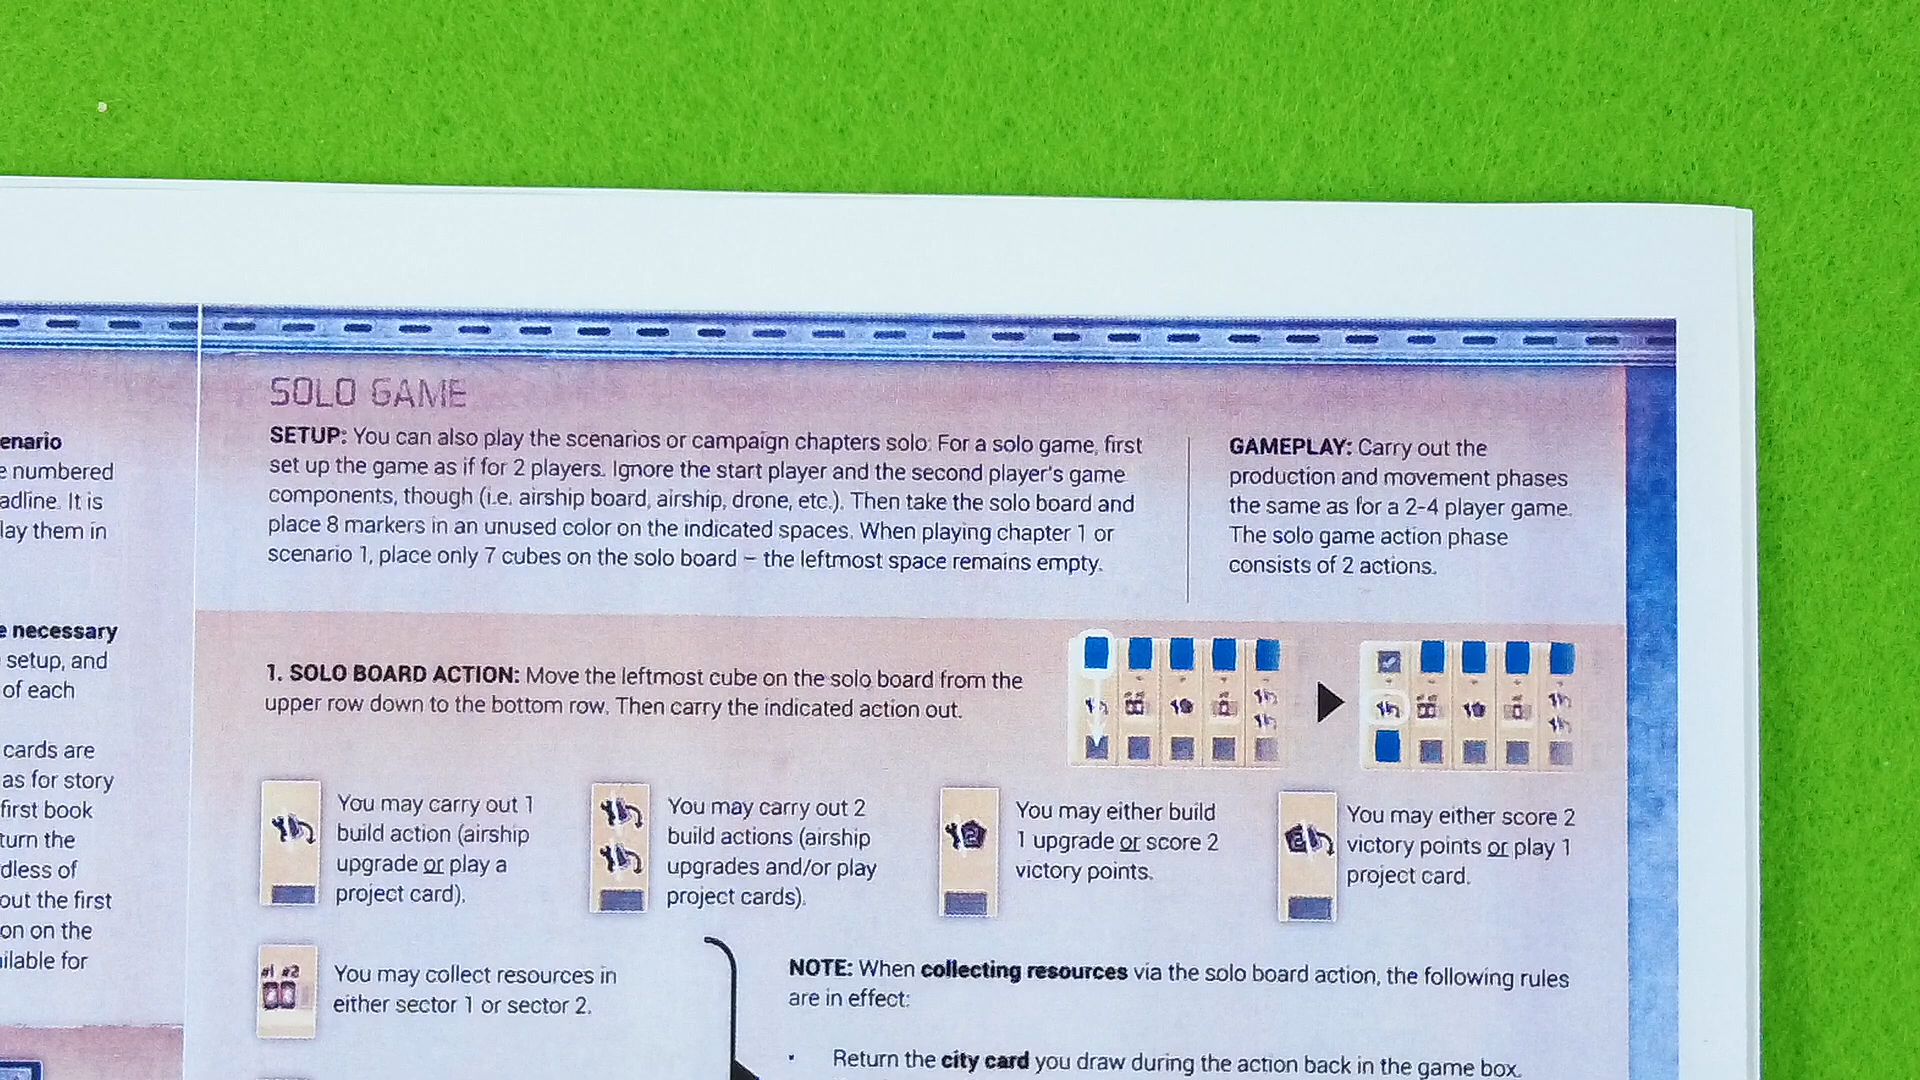 enario
e numbered
adline. It is
lay them in
e necessary
setup, and
of each
cards are
as for story
first book
turn the
dless of
out the first
on on the
ilable for
SOLO GAME
SETUP: You can also play the scenarios or campaign chapters solo. For a solo game, first
set up the game as if for 2 players. Ignore the start player and the second player's game
components, though (i.e. airship board, airship, drone, etc.). Then take the solo board and
place 8 markers in an unused color on the indicated spaces. When playing chapter 1 or
scenario 1, place only 7 cubes on the solo board – the leftmost space remains empty.
GAMEPLAY: Carry out the
production and movement phases
the same as for a 2-4 player game.
The solo game action phase
consists of 2 actions.
1. SOLO BOARD ACTION: Move the leftmost cube on the solo board from the
upper row down to the bottom row. Then carry the indicated action out.
You may carry out 1
build action (airship
upgrade or play a
project card).
You may carry out 2
build actions (airship
upgrades and/or play
project cards).
2
You may either build
1 upgrade or score 2
victory points.
2
You may either score 2
victory points or play 1
project card.
#1 #2
You may collect resources in
either sector 1 or sector 2.
NOTE: When collecting resources via the solo board action, the following rules
are in effect:
• Return the city card you draw during the action back in the game box.